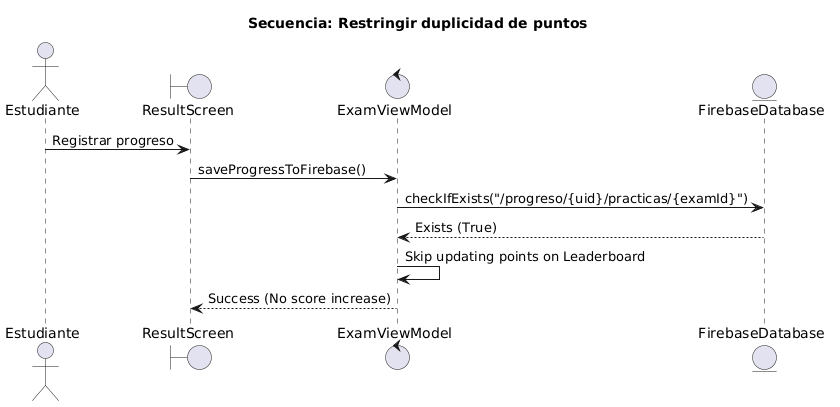 Secuencia: Restringir duplicidad de puntos
Estudiante
ResultScreen
ExamViewModel
FirebaseDatabase
Registrar progreso
saveProgressToFirebase()
checkIfExists("/progreso/{uid}/practicas/{examId}")
Exists (True)
Skip updating points on Leaderboard
Success (No score increase)
Estudiante
ResultScreen
ExamViewModel
FirebaseDatabase